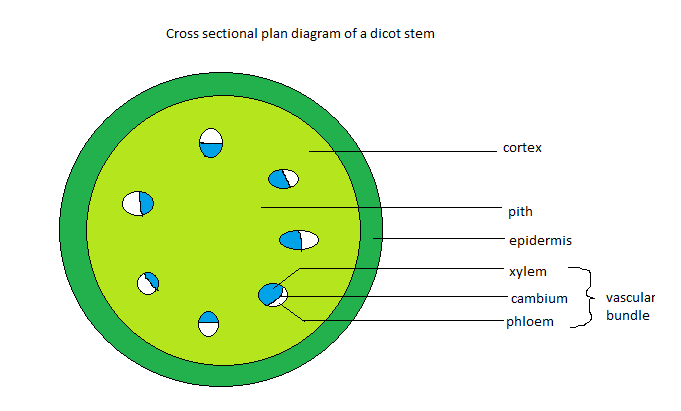 Cross sectional plan diagram of a dicot stem
cortex
pith
epidermis
xylem
cambium
phloem
vascular
bundle